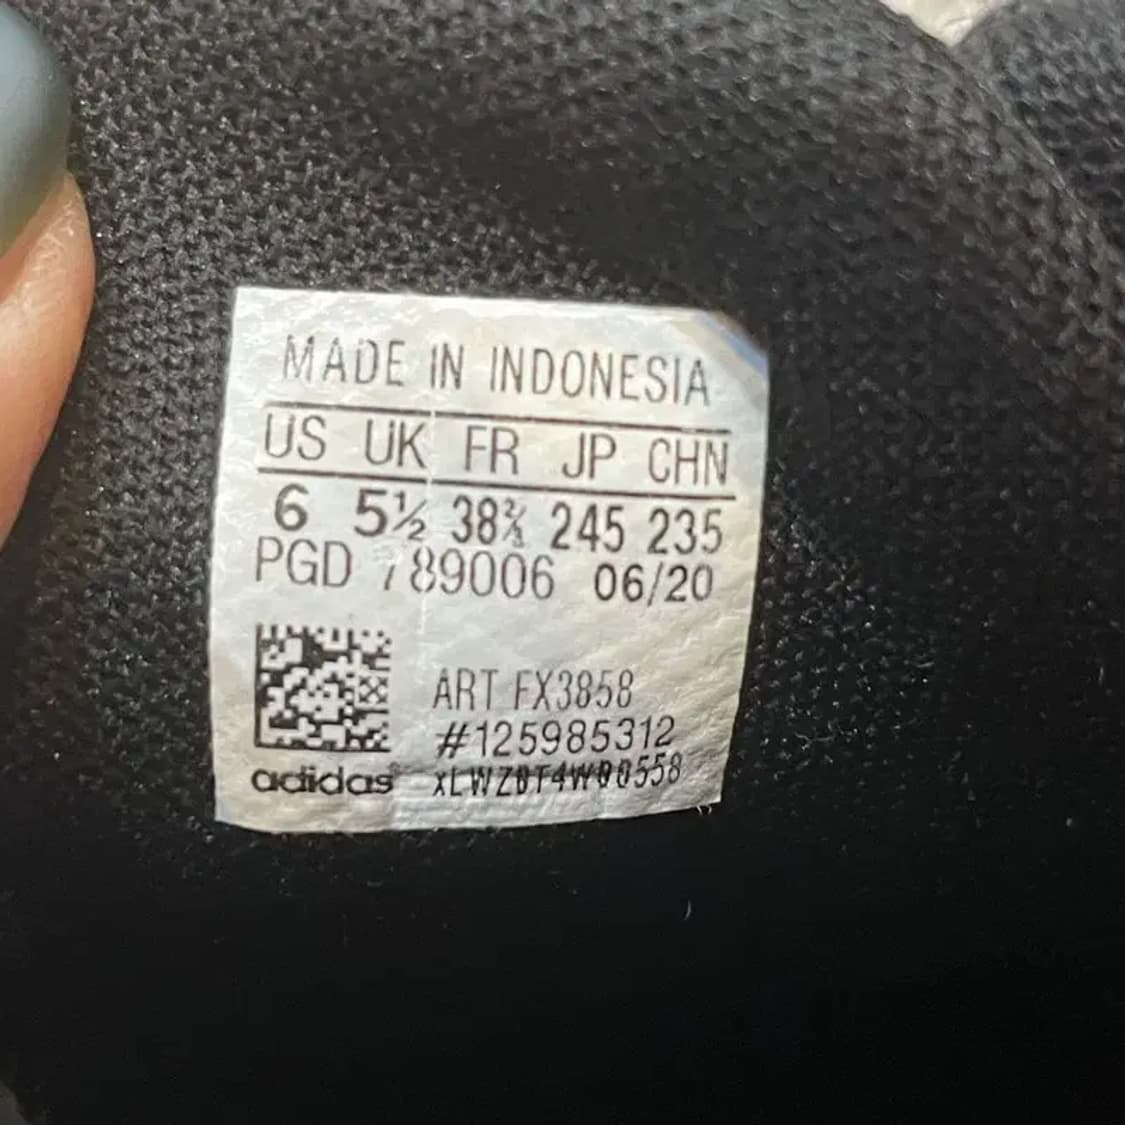 MADE IN INDONESIA
US UK FR JP CHN
6 5½ 38⅔ 245 235
PGD 789006 06/20
ART FX3858
#125985312
adidas